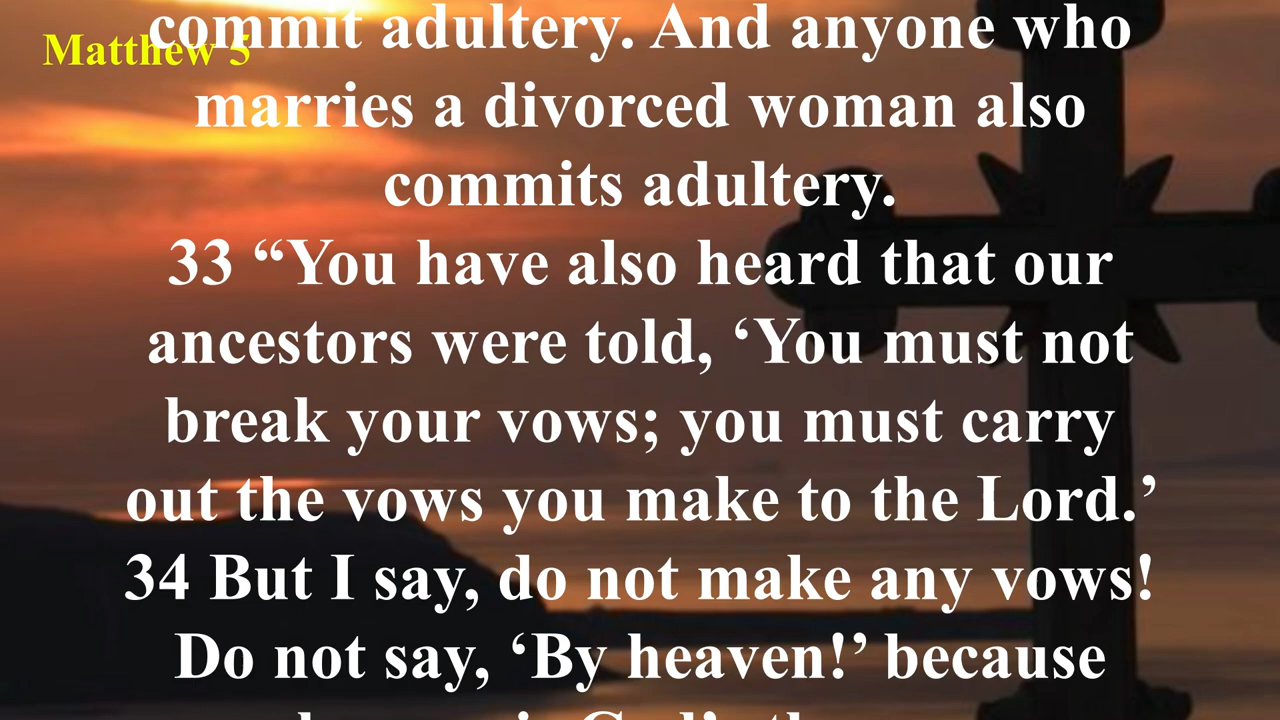 Matthew 5
commit adultery. And anyone who
marries a divorced woman also
commits adultery.
33 “You have also heard that our
ancestors were told, ‘You must not
break your vows; you must carry
out the vows you make to the Lord.’
34 But I say, do not make any vows!
Do not say, ‘By heaven!’ because